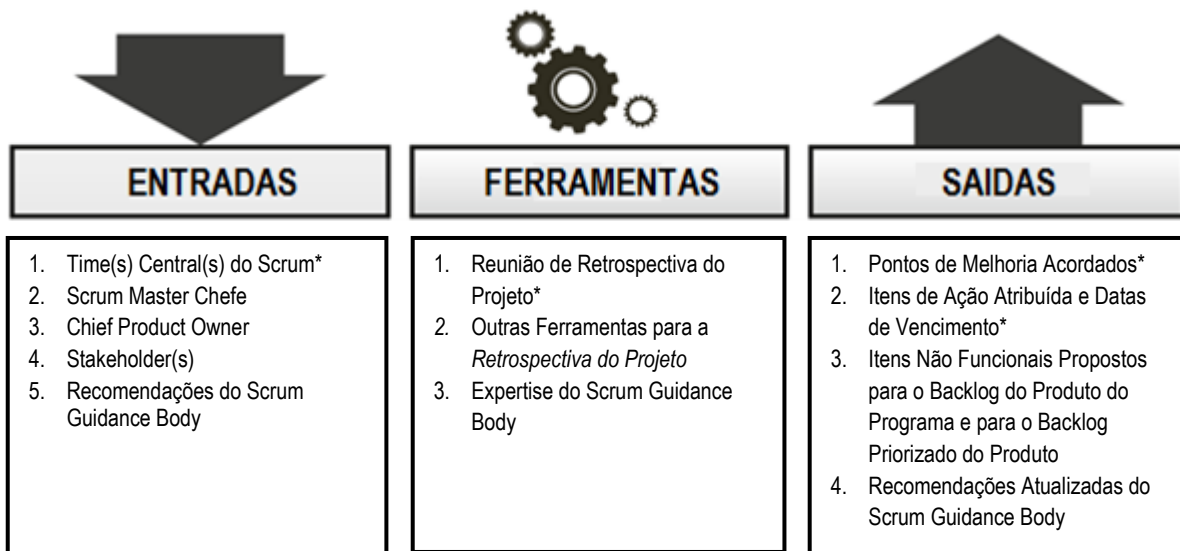 ENTRADAS
1. Time(s) Central(s) do Scrum*
2. Scrum Master Chefe
3. Chief Product Owner
4. Stakeholder(s)
5. Recomendações do Scrum
Guidance Body
FERRAMENTAS
1. Reunião de Retrospectiva do
Projeto*
2. Outras Ferramentas para a
Retrospectiva do Projeto
3. Expertise do Scrum Guidance
Body
SAIDAS
1. Pontos de Melhoria Acordados*
2. Itens de Ação Atribuída e Datas
de Vencimento*
3. Itens Não Funcionais Propostos
para o Backlog do Produto do
Programa e para o Backlog
Priorizado do Produto
4. Recomendações Atualizadas do
Scrum Guidance Body